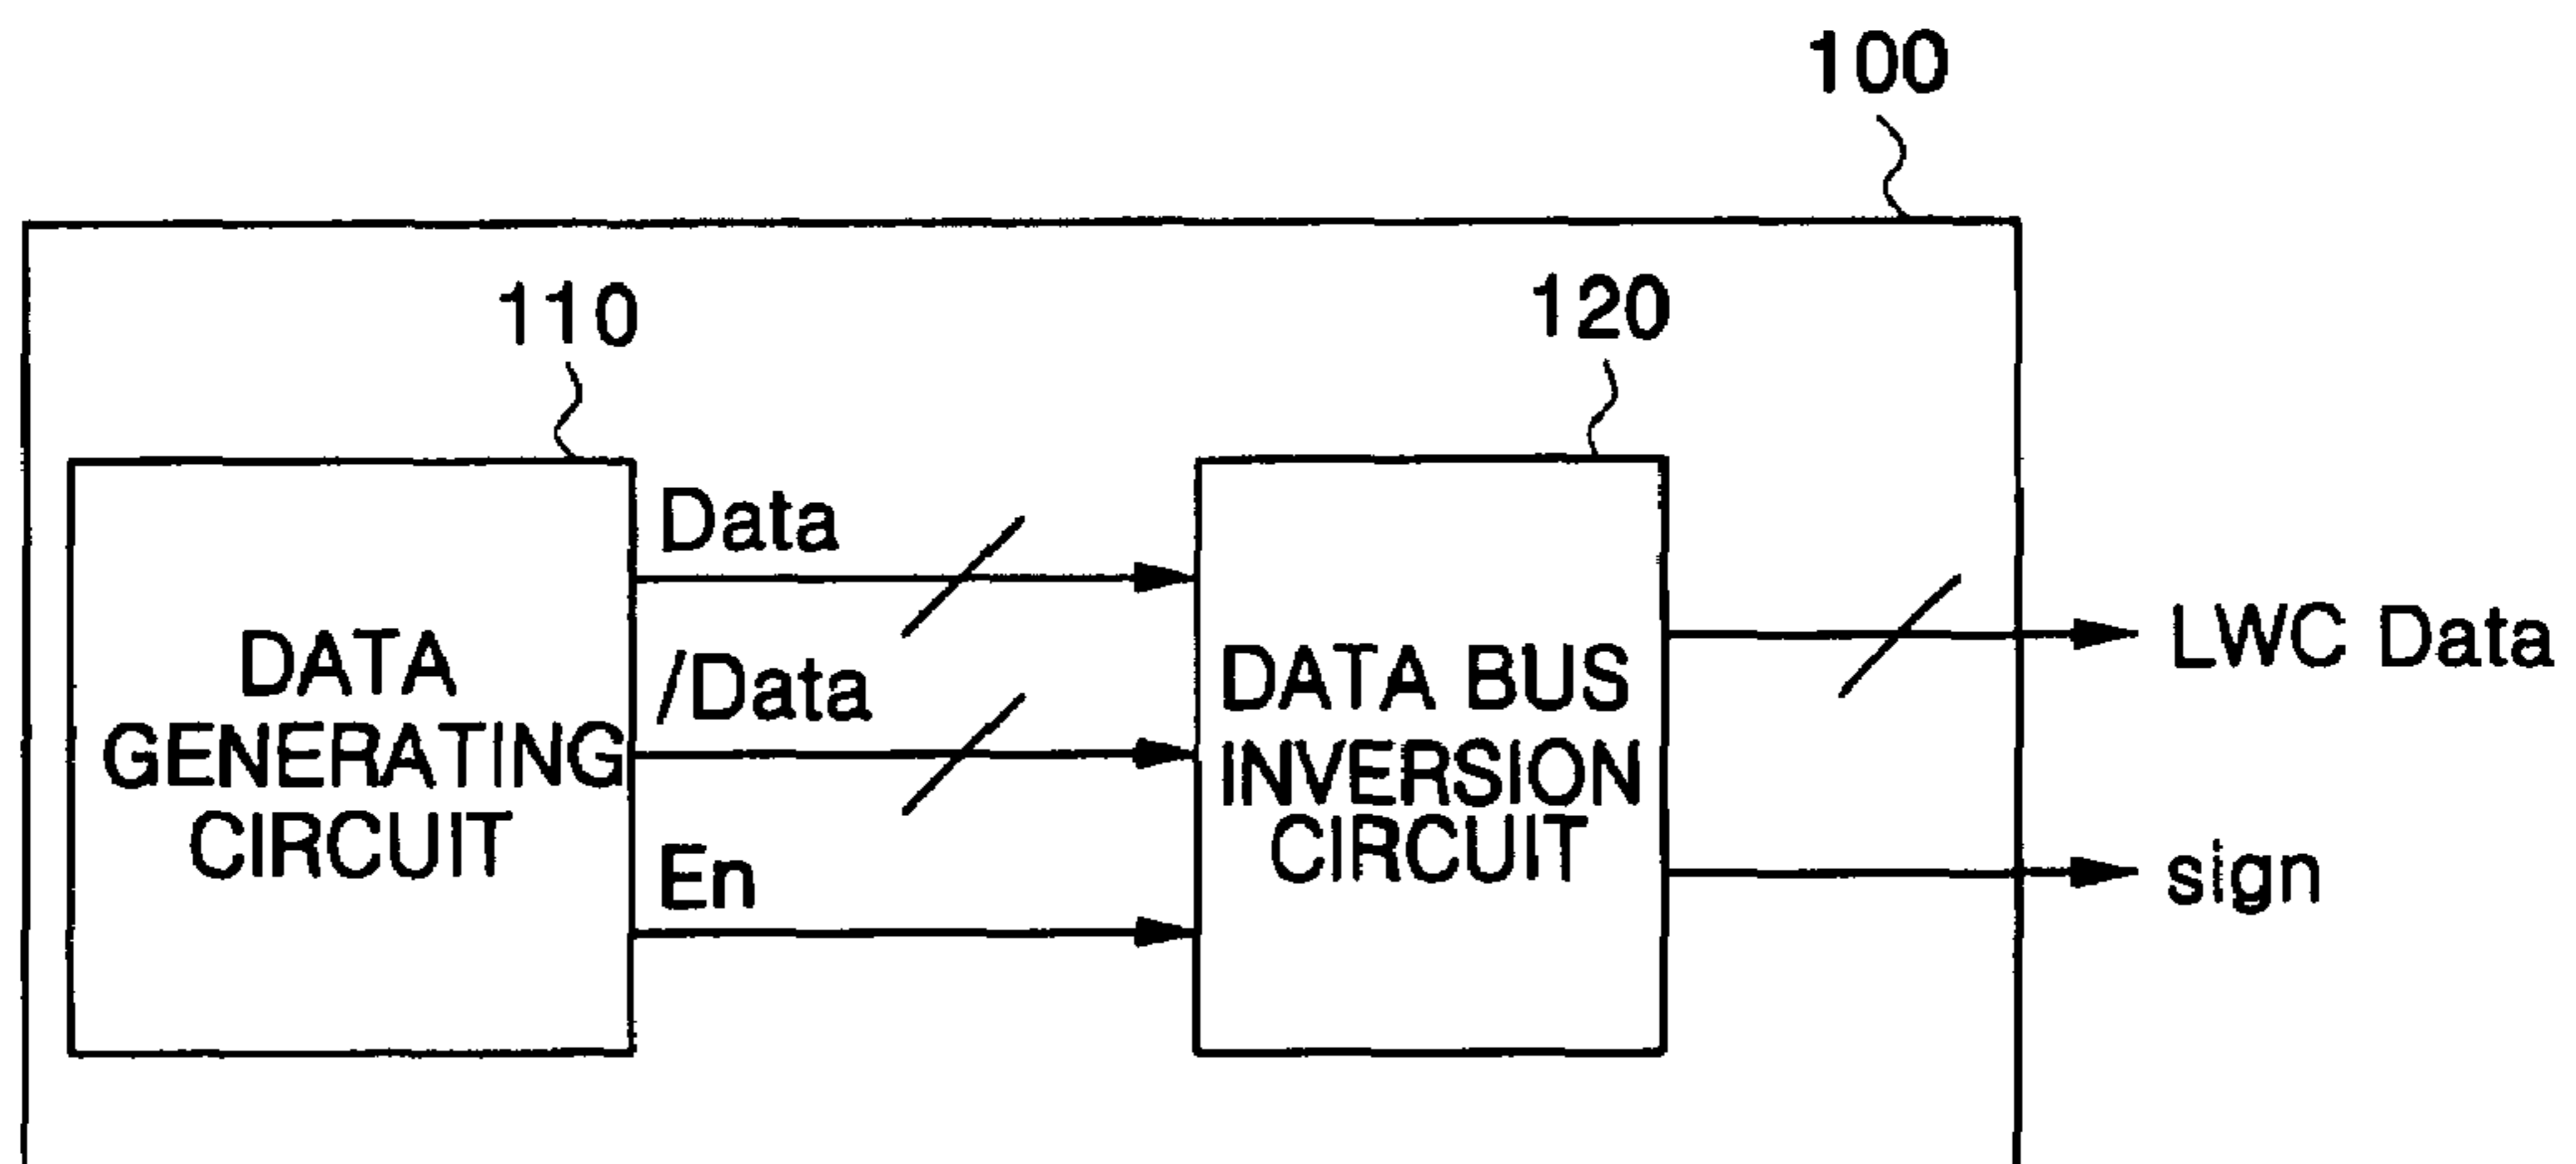 100
110
120
Data
/Data
En
DATA
GENERATING
CIRCUIT
DATA BUS
INVERSION
CIRCUIT
LWC Data
sign